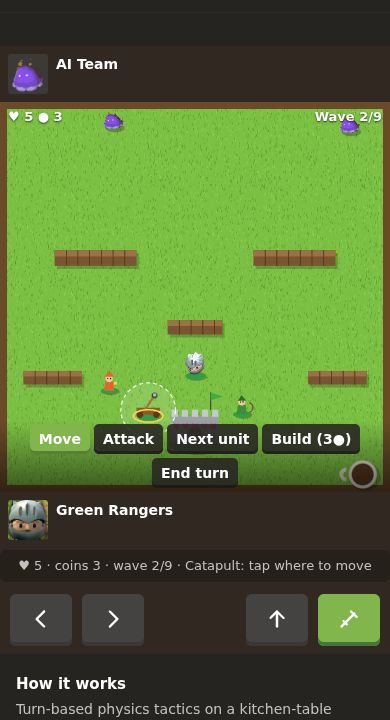 AI Team
♥ 5 ● 3
Wave 2/9
Move
Attack
Next unit
Build (3●)
End turn
Green Rangers
♥ 5 · coins 3 · wave 2/9 · Catapult: tap where to move
How it works
Turn-based physics tactics on a kitchen-table